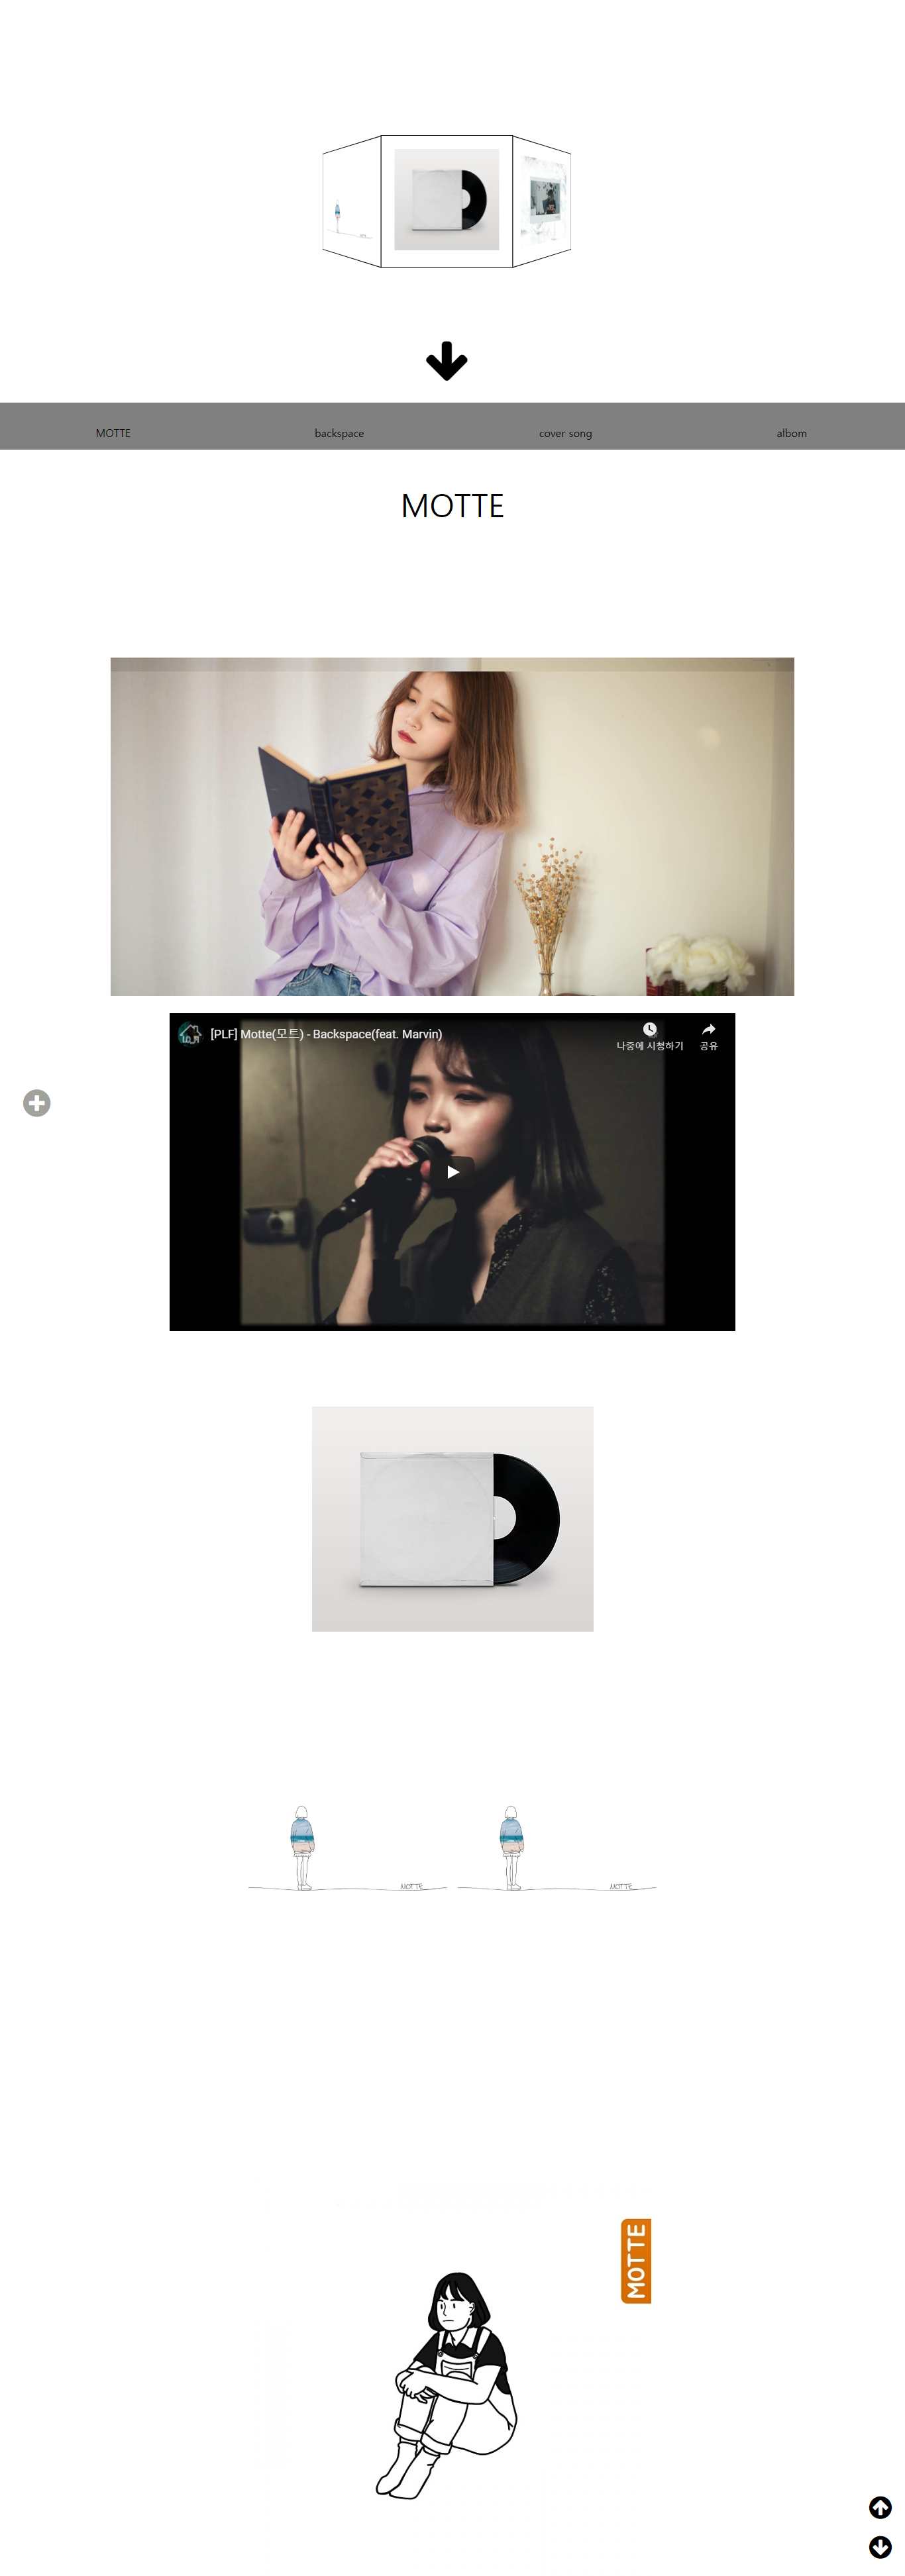 MOTTE
backspace
cover song
albom
MOTTE
[PLF] Motte(모트) - Backspace(feat. Marvin)
나중에 시청하기
공유
MOTTE
MOTTE
MOTTE